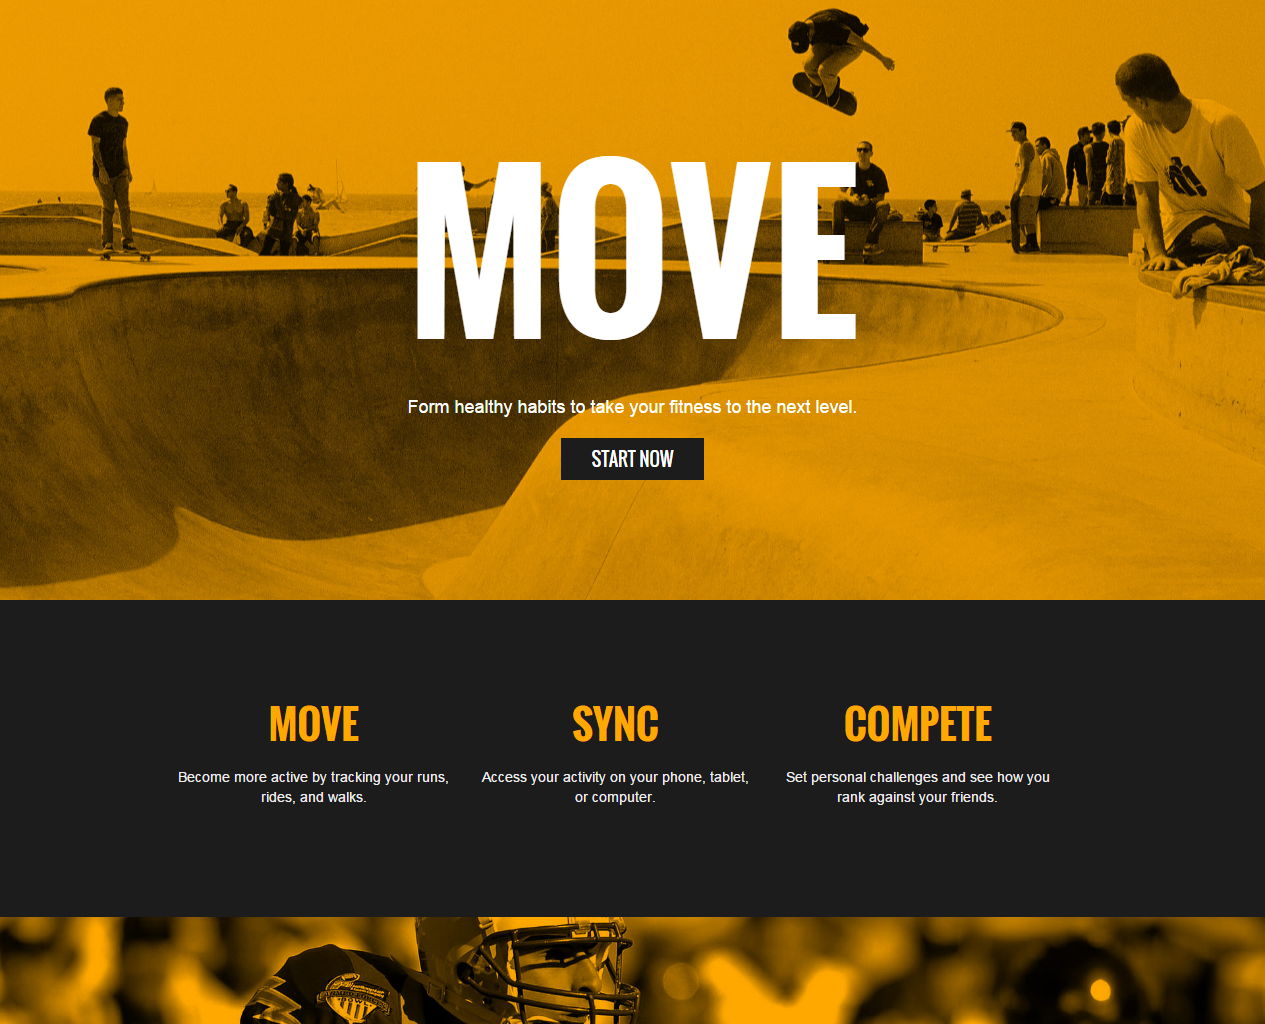 MOVE
Form healthy habits to take your fitness to the next level.
START NOW
MOVE
Become more active by tracking your runs,
rides, and walks.
SYNC
Access your activity on your phone, tablet,
or computer.
COMPETE
Set personal challenges and see how you
rank against your friends.